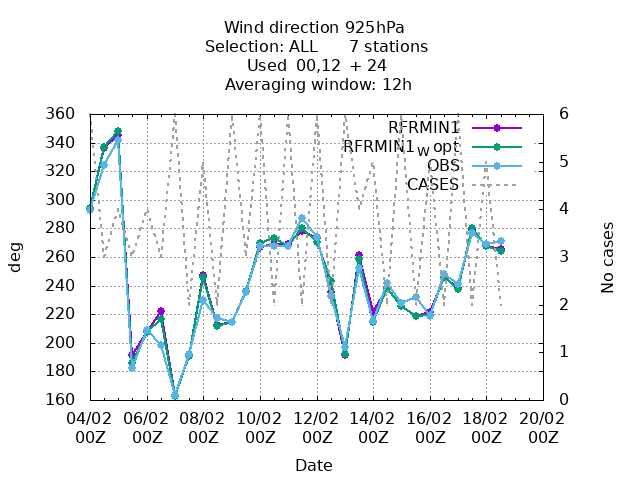 Wind direction 925hPa
Selection: ALL 7 stations
Used 00,12 + 24
Averaging window: 12h
360 340 320 300 280 260 240 220 200 180 160
6 5 4 3 2 1 0
RFRMIN1
RFRMIN1w opt
OBS
CASES
deg
No cases
04/02 06/02 08/02 10/02 12/02 14/02 16/02 18/02 20/02
00Z 00Z 00Z 00Z 00Z 00Z 00Z 00Z 00Z
Date